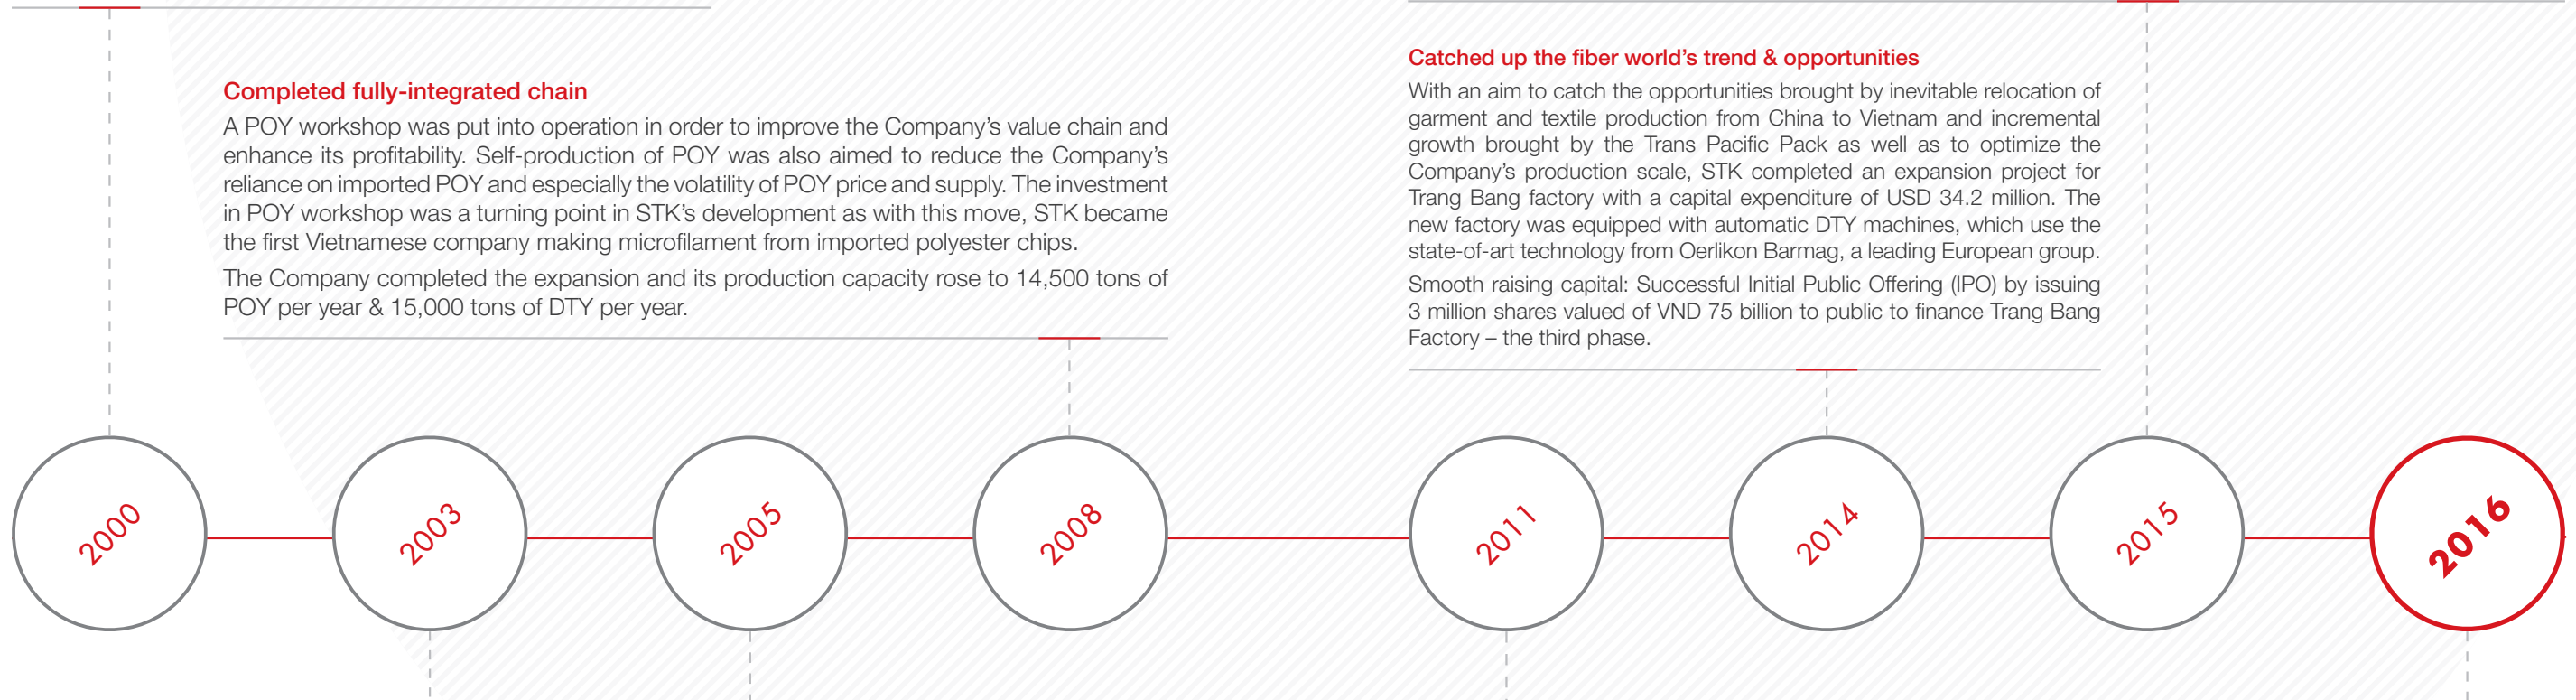 Completed fully-integrated chain
A POY workshop was put into operation in order to improve the Company's value chain and
enhance its profitability. Self-production of POY was also aimed to reduce the Company's
reliance on imported POY and especially the volatility of POY price and supply. The investment
in POY workshop was a turning point in STK's development as with this move, STK became
the first Vietnamese company making microfilament from imported polyester chips.
The Company completed the expansion and its production capacity rose to 14,500 tons of
POY per year & 15,000 tons of DTY per year.
Catched up the fiber world's trend & opportunities
With an aim to catch the opportunities brought by inevitable relocation of
garment and textile production from China to Vietnam and incremental
growth brought by the Trans Pacific Pack as well as to optimize the
Company's production scale, STK completed an expansion project for
Trang Bang factory with a capital expenditure of USD 34.2 million. The
new factory was equipped with automatic DTY machines, which use the
state-of-art technology from Oerlikon Barmag, a leading European group.
Smooth raising capital: Successful Initial Public Offering (IPO) by issuing
3 million shares valued of VND 75 billion to public to finance Trang Bang
Factory – the third phase.
2000
2003
2005
2008
2011
2014
2015
2016